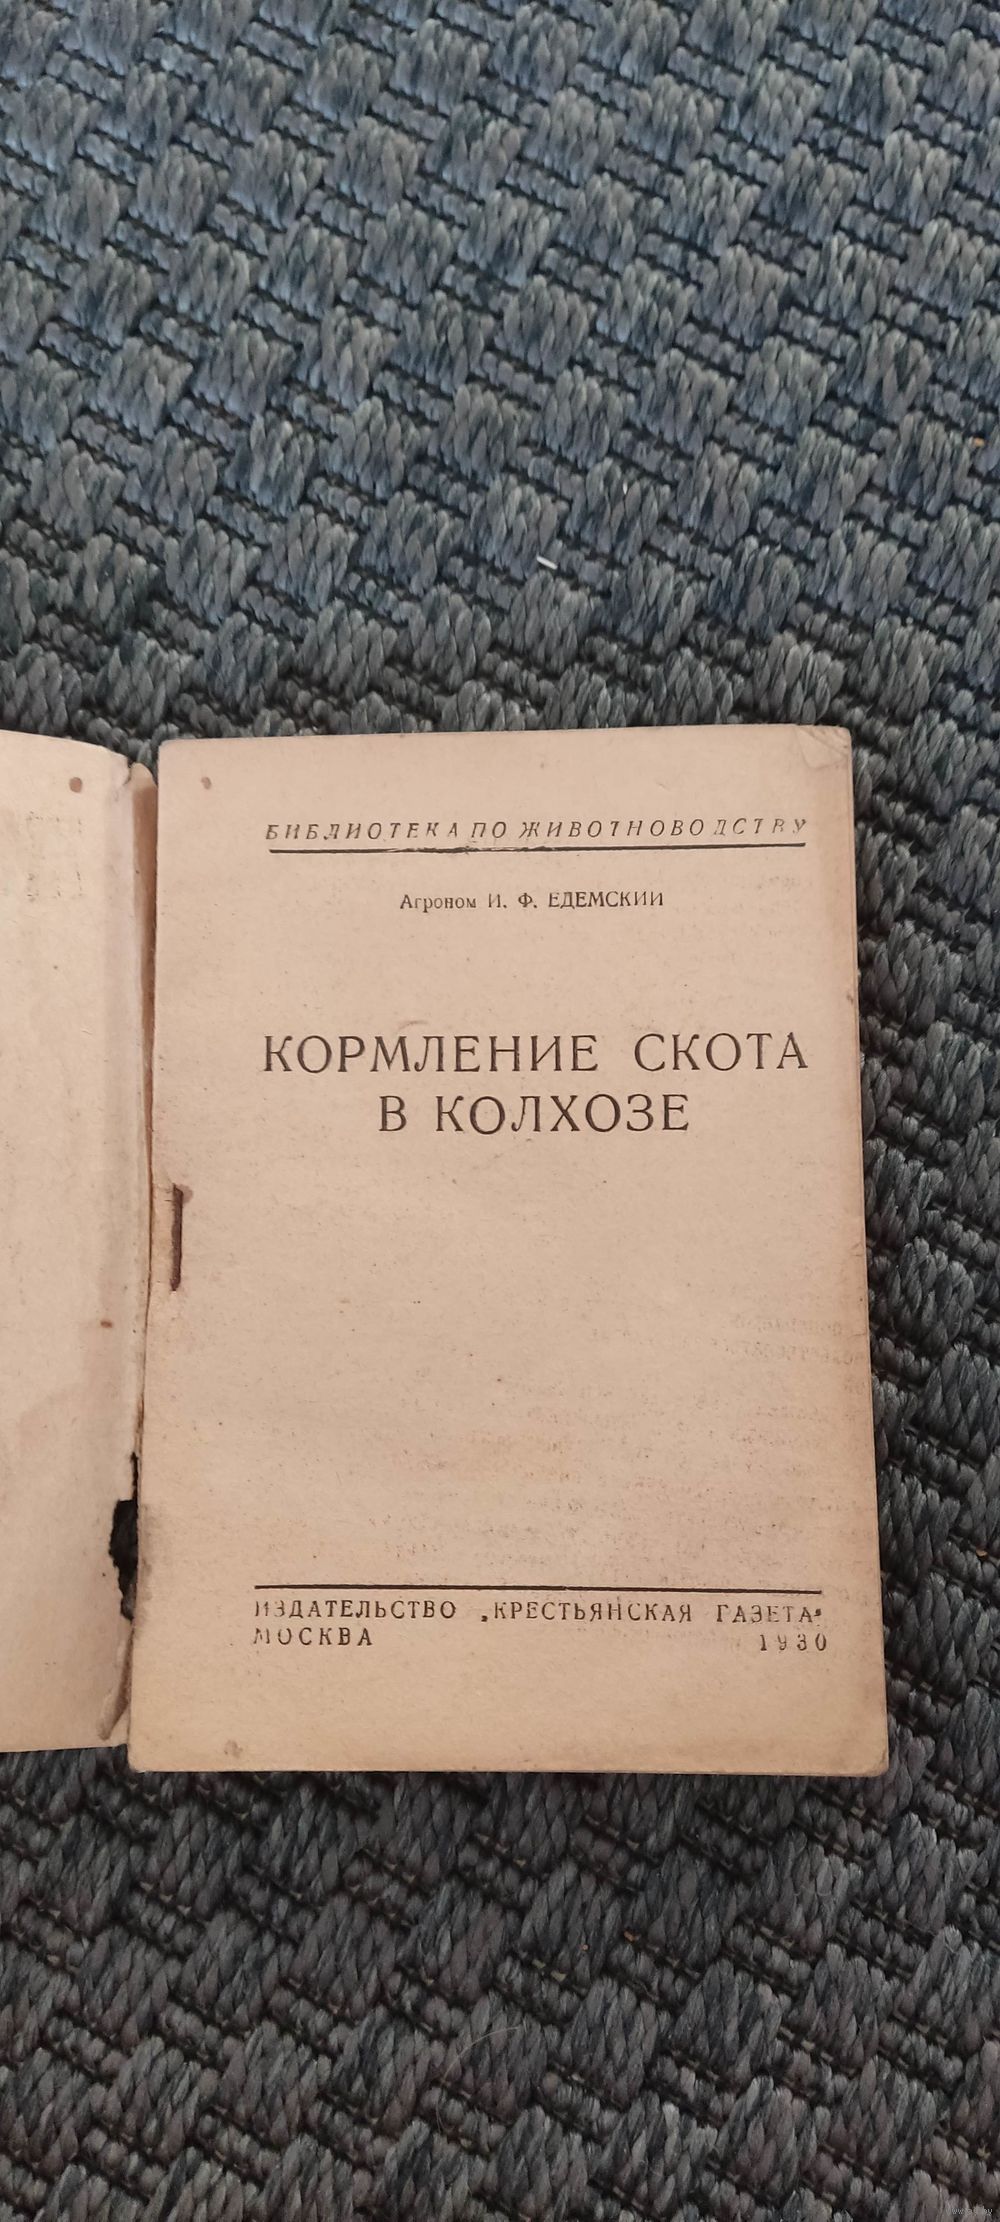 БИБЛИОТЕКА ПО ЖИВОТНОВОДСТВУ
Агроном И. Ф. ЕДЕМСКИЙ
КОРМЛЕНИЕ СКОТА
В КОЛХОЗЕ
ИЗДАТЕЛЬСТВО „КРЕСТЬЯНСКАЯ ГАЗЕТА“
МОСКВА 1930